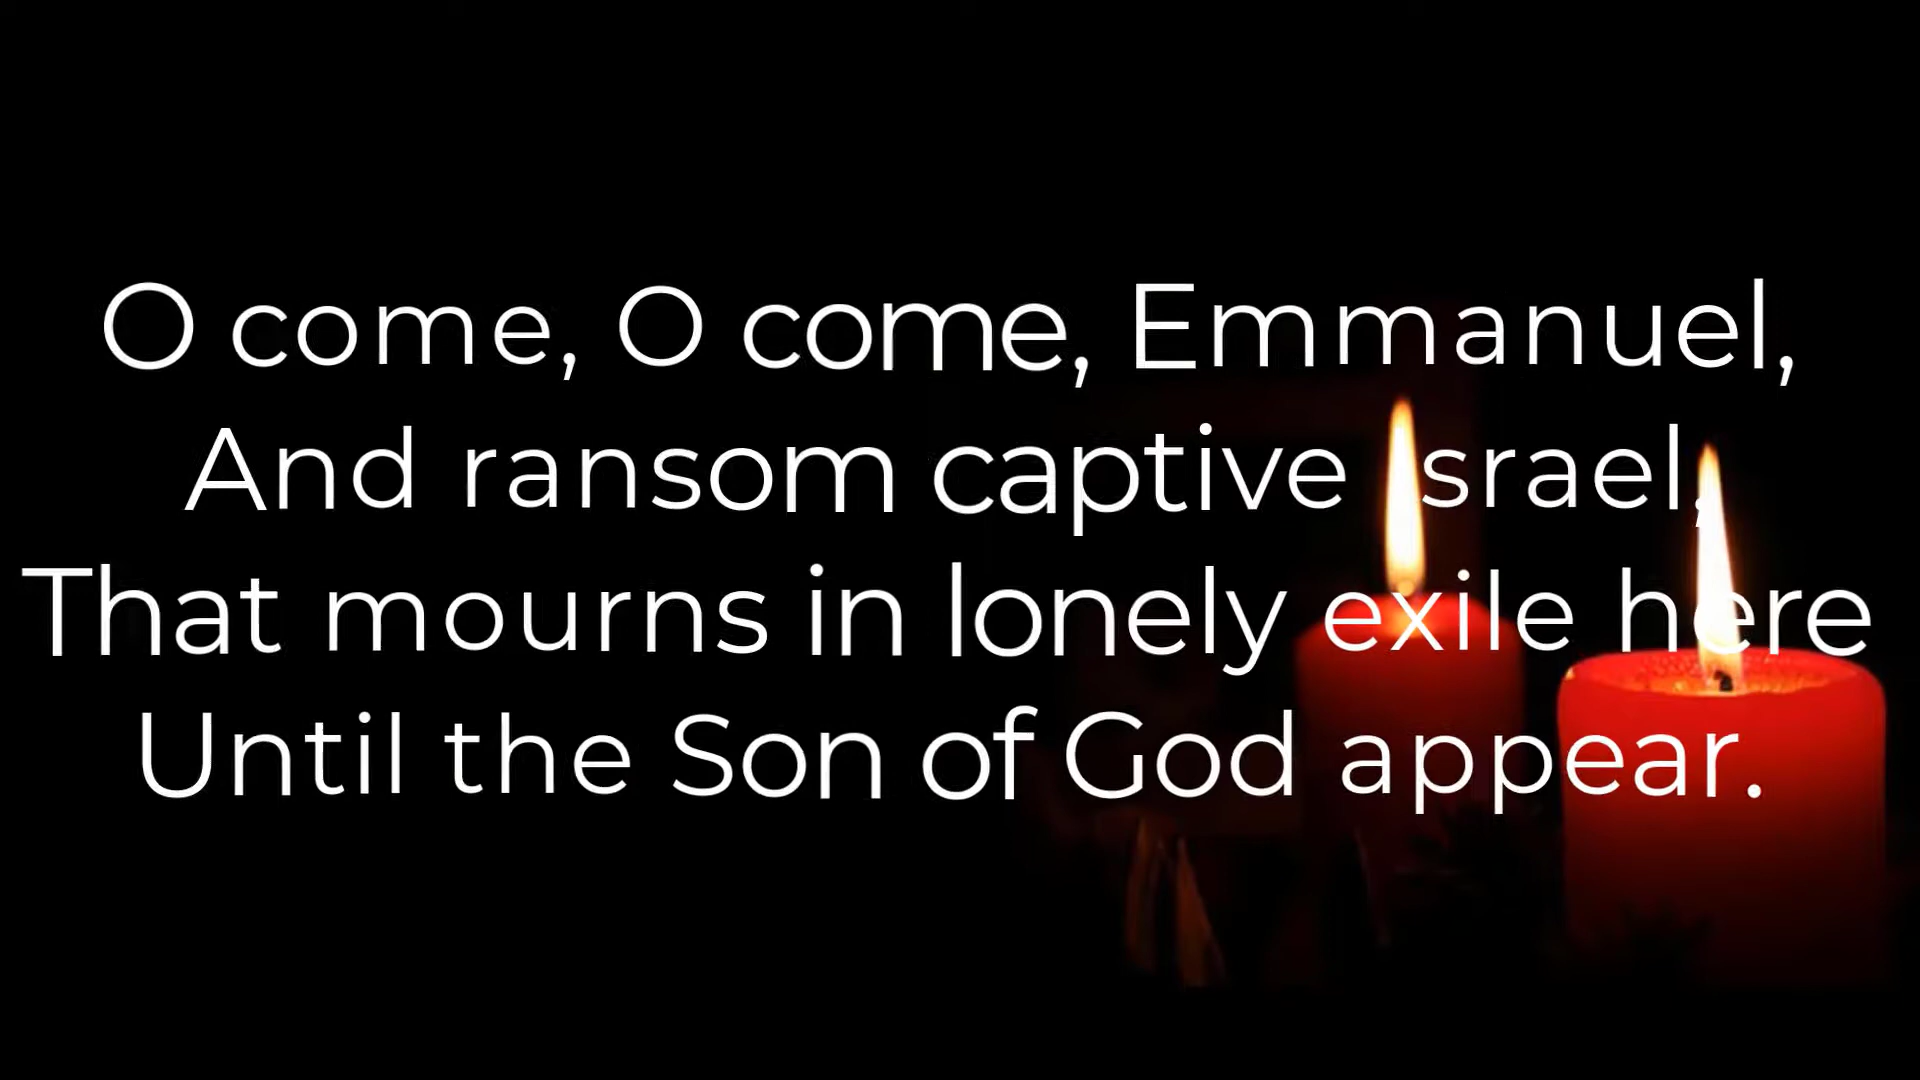 O come, O come, Emmanuel,
And ransom captive Israel,
That mourns in lonely exile here
Until the Son of God appear.